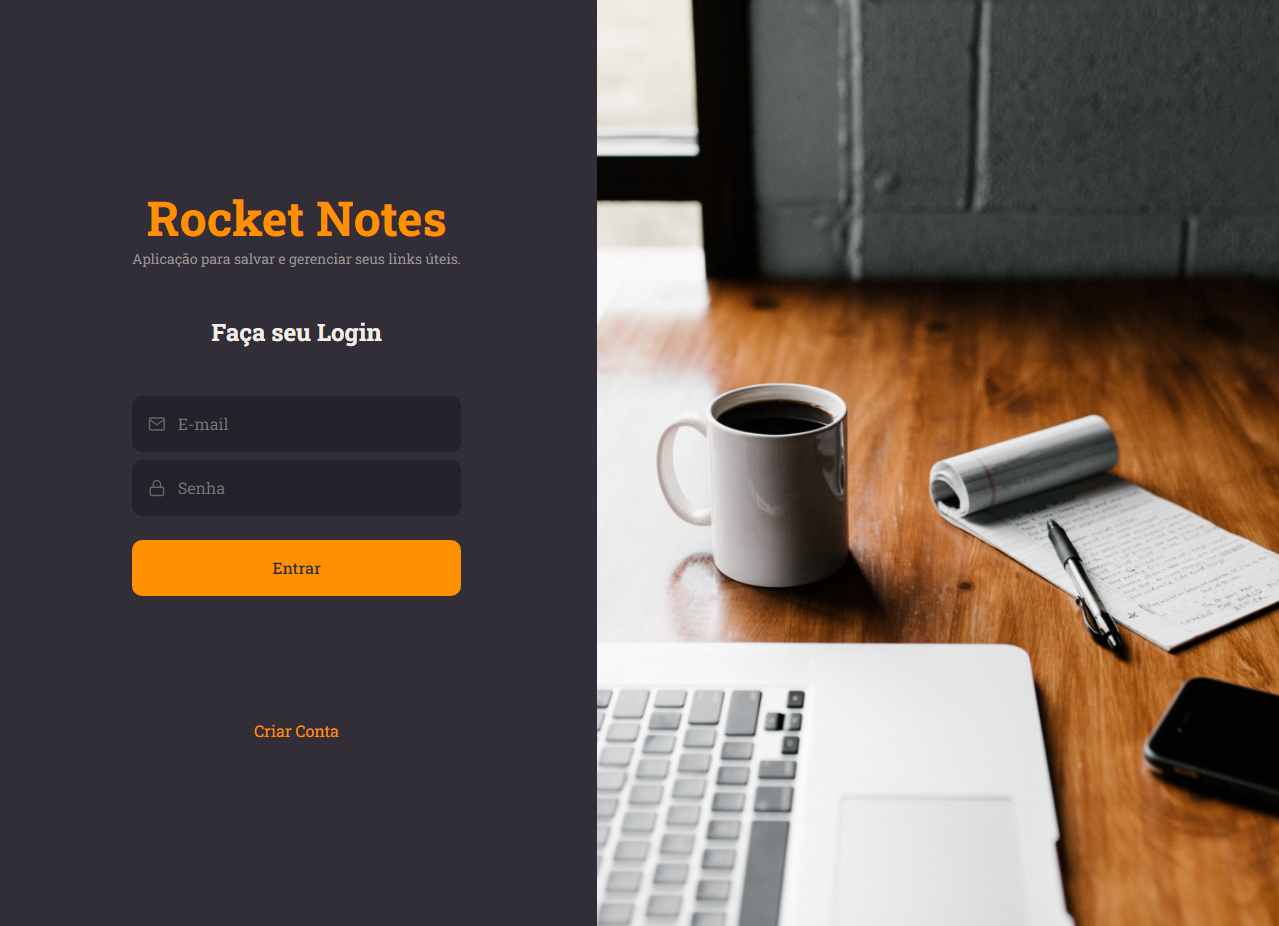 Rocket Notes
Aplicação para salvar e gerenciar seus links úteis.
Faça seu Login
E-mail
Senha
Entrar
Criar Conta